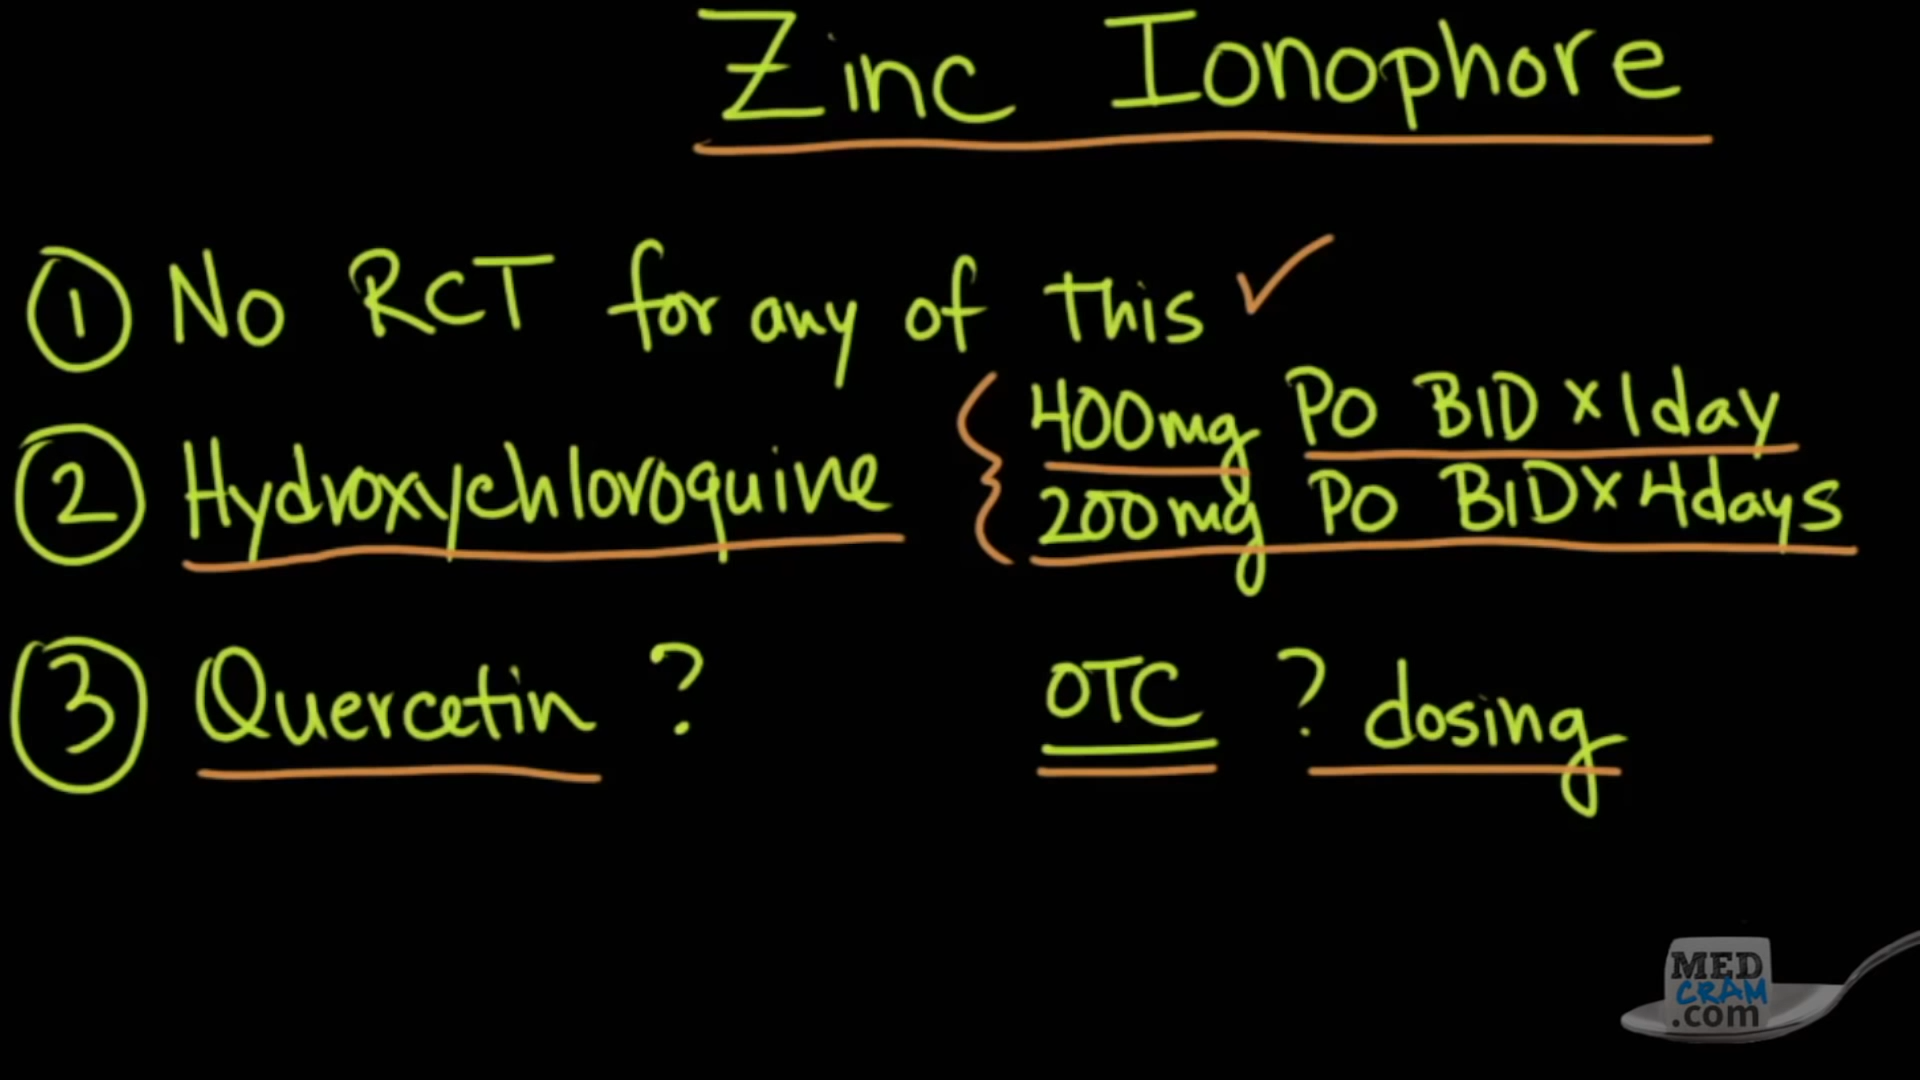 Zinc Ionophore
① No RCT for any of this ✓
② Hydroxychloroquine { 400mg PO BID x 1day
200mg PO BID x 4days
③ Quercetin ? OTC ? dosing
MED
CRAM
.com